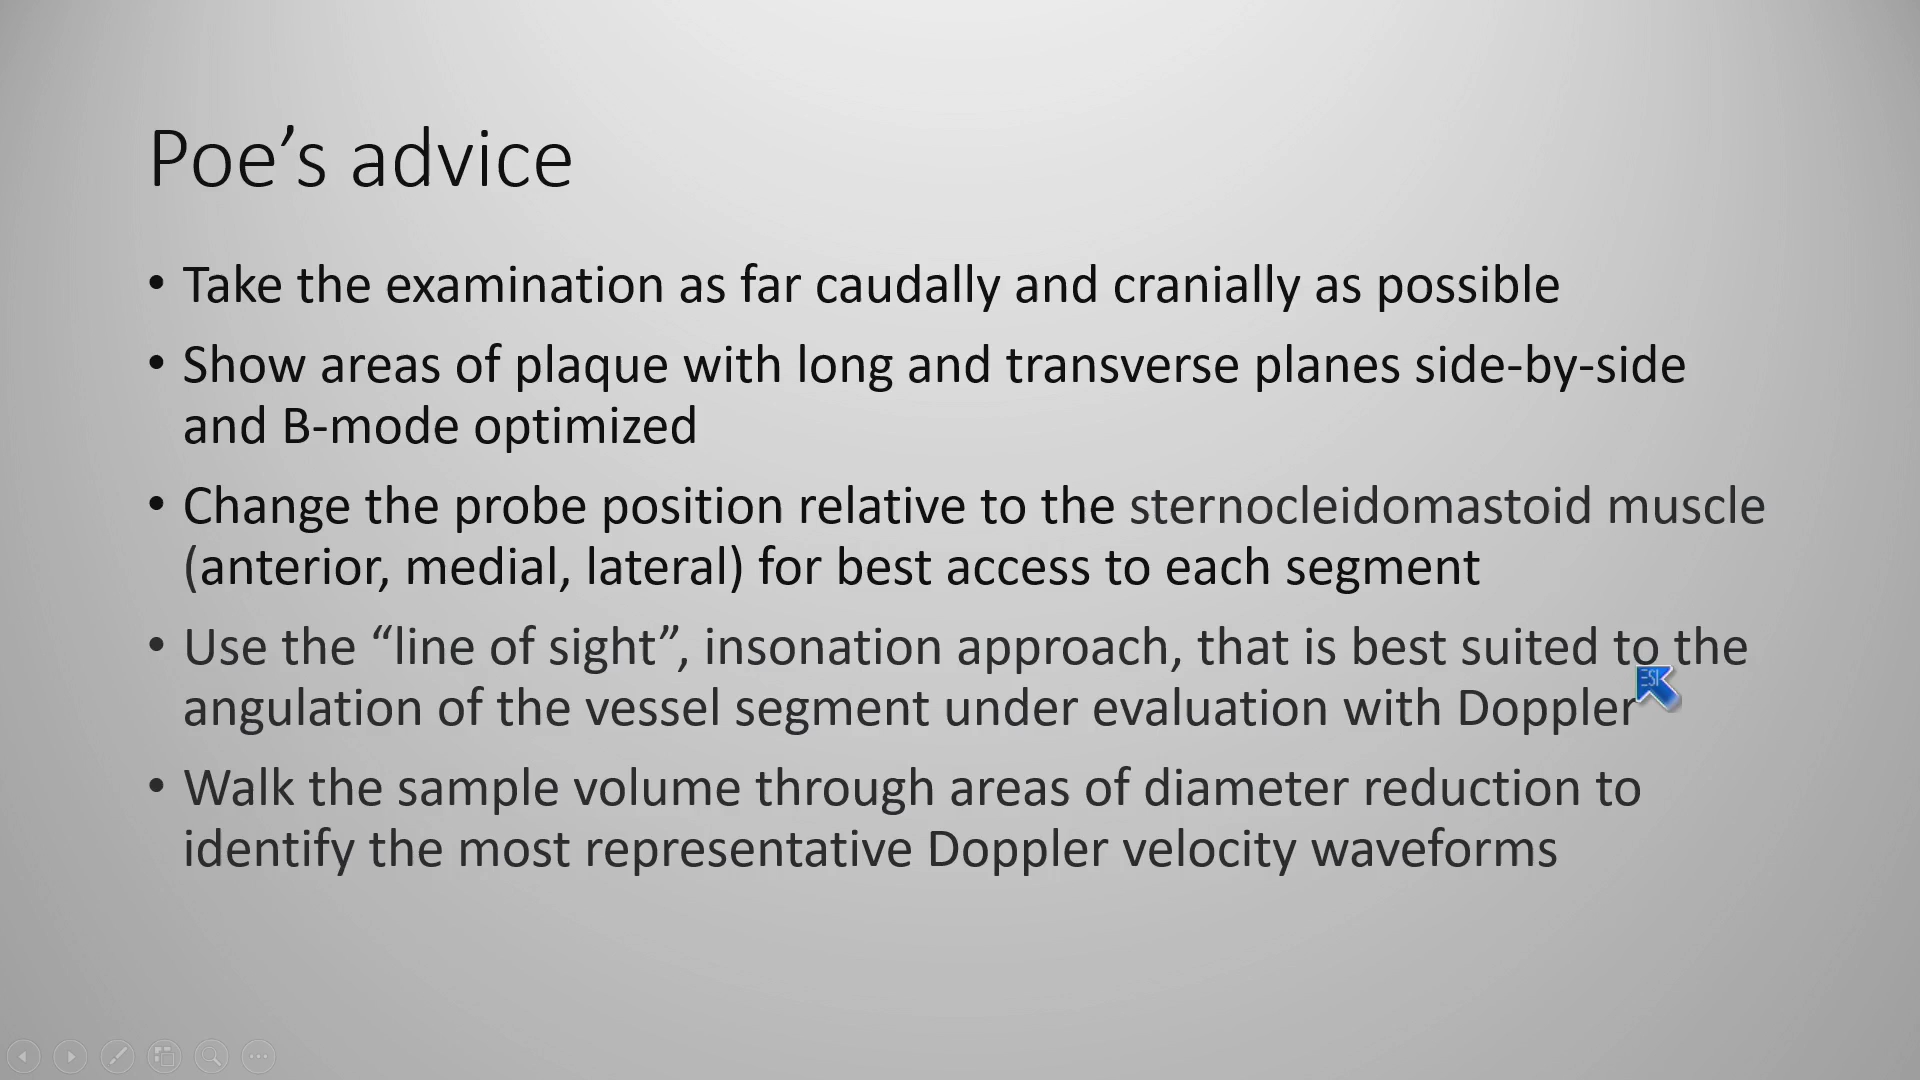 Poe’s advice
• Take the examination as far caudally and cranially as possible
• Show areas of plaque with long and transverse planes side-by-side
and B-mode optimized
• Change the probe position relative to the sternocleidomastoid muscle
(anterior, medial, lateral) for best access to each segment
• Use the “line of sight”, insonation approach, that is best suited to the
angulation of the vessel segment under evaluation with Doppler
ESI
• Walk the sample volume through areas of diameter reduction to
identify the most representative Doppler velocity waveforms